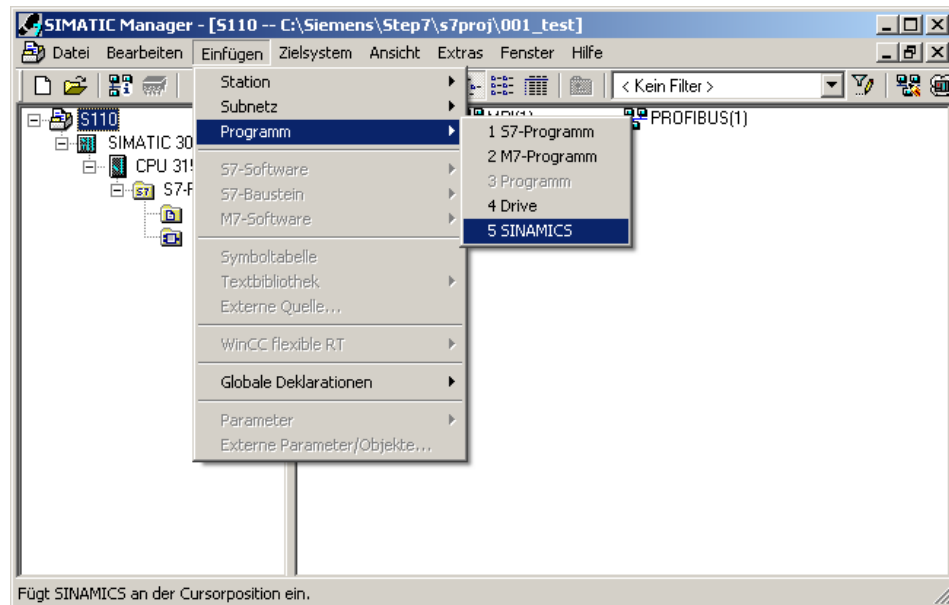 SIMATIC Manager - [S110 -- C:\Siemens\Step7\s7proj\001_test]
Datei Bearbeiten Einfügen Zielsystem Ansicht Extras Fenster Hilfe
< Kein Filter >
S110
SIMATIC 30
CPU 31
S7-P
Station
Subnetz
Programm
S7-Software
S7-Baustein
M7-Software
Symboltabelle
Textbibliothek
Externe Quelle...
WinCC flexible RT
Globale Deklarationen
Parameter
Externe Parameter/Objekte...
1 S7-Programm
2 M7-Programm
3 Programm
4 Drive
5 SINAMICS
PROFIBUS(1)
Fügt SINAMICS an der Cursorposition ein.